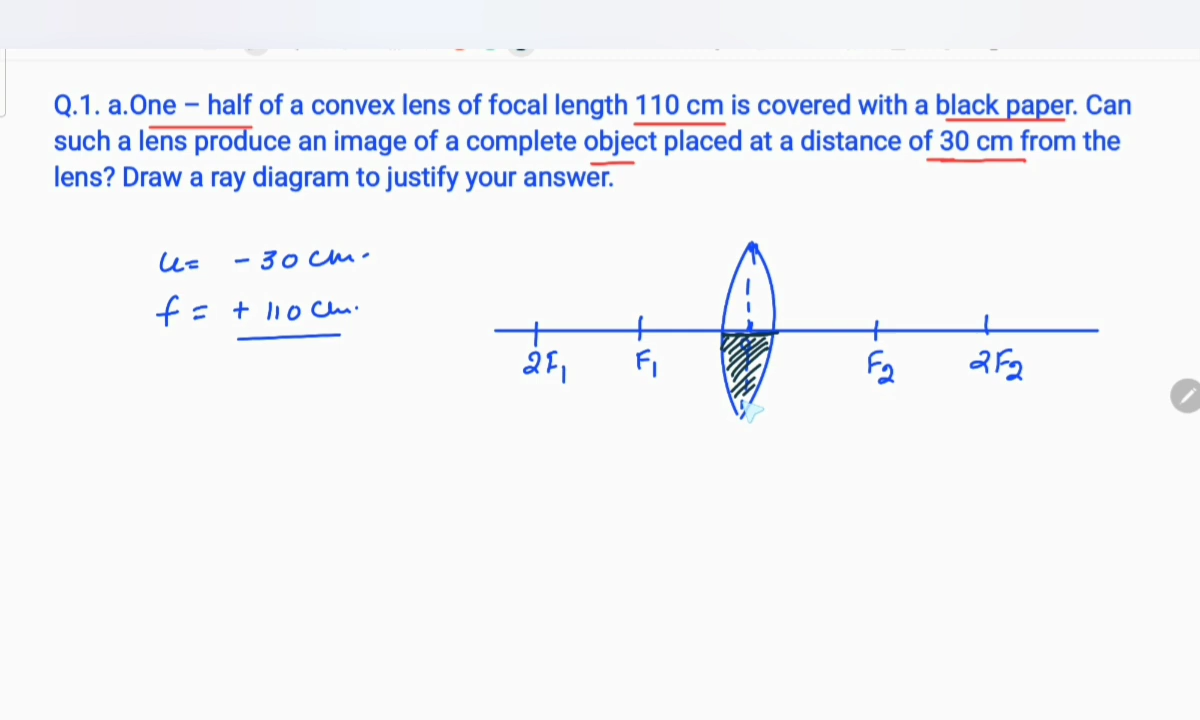 Q.1. a.One – half of a convex lens of focal length 110 cm is covered with a black paper. Can
such a lens produce an image of a complete object placed at a distance of 30 cm from the
lens? Draw a ray diagram to justify your answer.
u= - 30 cm.
f = + 110 cm.
2F1 F1 F2 2F2